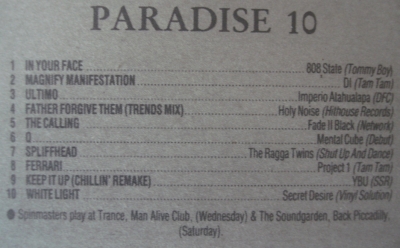 PARADISE 10
1 IN YOUR FACE 808 State (Tommy Boy)
2 MAGNIFY MANIFESTATION DI (Tam Tam)
3 ULTIMO Imperio Atahualapa (DFC)
4 FATHER FORGIVE THEM (TRENDS MIX) Holy Noise (Hithouse Records)
5 THE CALLING Fade II Black (Network)
6 Q Mental Cube (Debut)
7 SPLIFFHEAD The Ragga Twins (Shut Up And Dance)
8 FERRARI Project 1 (Tam Tam)
9 KEEP IT UP (CHILLIN' REMAKE) YBU (SSR)
10 WHITE LIGHT Secret Desire (Vinyl Solution)
● Spinmasters play at Trance, Man Alive Club, (Wednesday) & The Soundgarden, Back Piccadilly.
(Saturday).